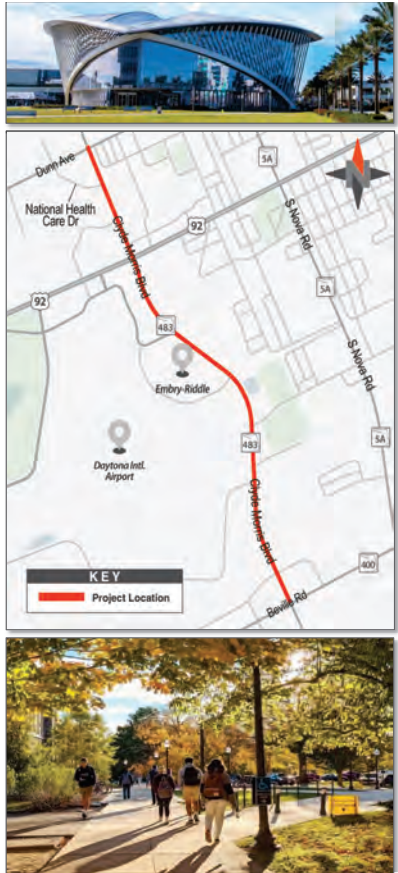 N
Dunn Ave
5A
National Health
Care Dr
92
S Nova Rd
Clyde Morris Blvd
92
5A
483
S Nova Rd
Embry-Riddle
483
5A
Daytona Intl.
Airport
Clyde Morris Blvd
400
KEY
Project Location
Beville Rd